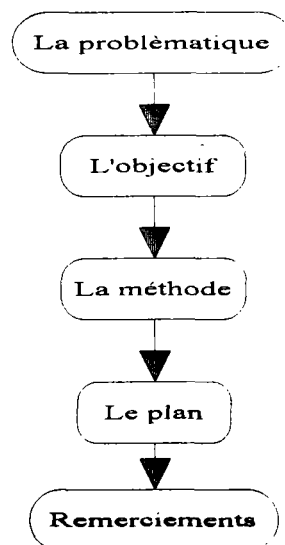 La problèmatique
L'objectif
La méthode
Le plan
Remerciements